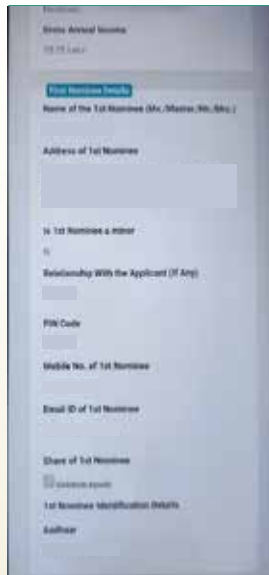 Gross Annual Income
First Nominee Details
Name of the 1st Nominee (Mr./Master/Ms./Mrs.)
Address of 1st Nominee
Is 1st Nominee a minor
N
Relationship With the Applicant (If Any)
PIN Code
Mobile No. of 1st Nominee
Email ID of 1st Nominee
Share of 1st Nominee
1st Nominee Identification Details
Aadhaar